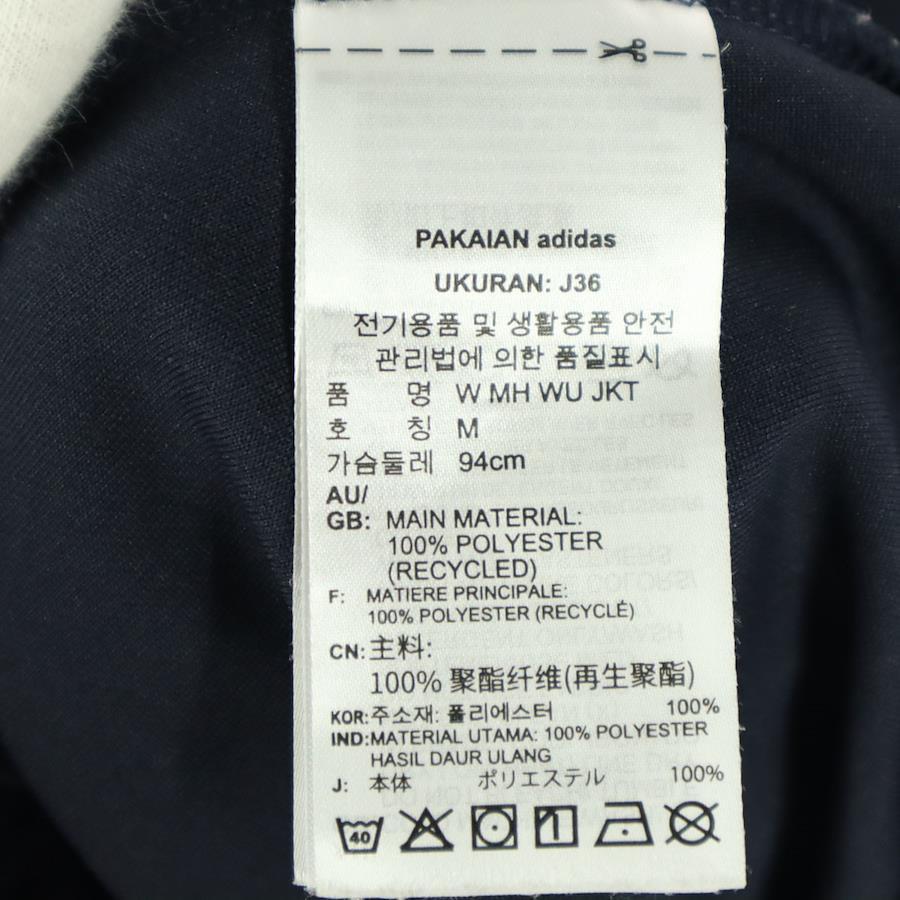 PAKAIAN adidas
UKURAN: J36
전기용품 및 생활용품 안전
관리법에 의한 품질표시
품 명 W MH WU JKT
호 칭 M
가슴둘레 94cm
AU/
GB: MAIN MATERIAL:
100% POLYESTER
(RECYCLED)
F: MATIERE PRINCIPALE:
100% POLYESTER (RECYCLÉ)
CN: 主料:
100% 聚酯纤维(再生聚酯)
KOR: 주소재: 폴리에스터 100%
IND: MATERIAL UTAMA: 100% POLYESTER
HASIL DAUR ULANG
J: 本体 ポリエステル 100%
40